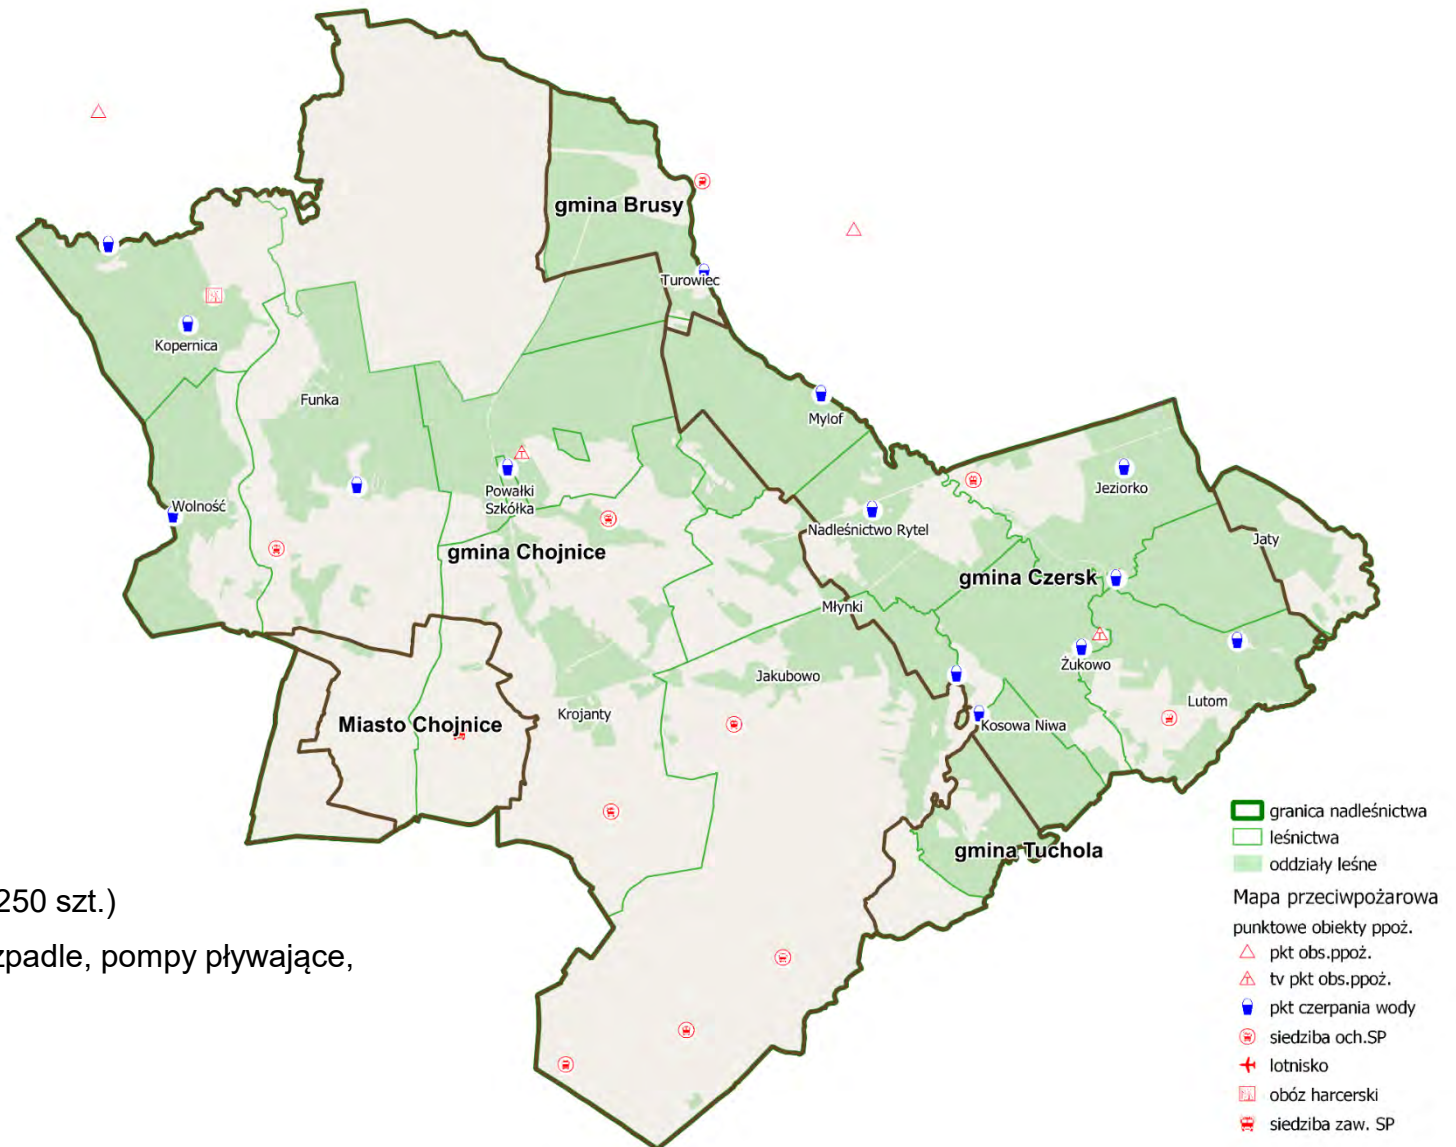 gmina Brusy
Turowiec
Kopernica
Funka
Mylof
Wolność
Powałki
Szkółka
Jeziorko
Nadleśnictwo Rytel
Jaty
gmina Chojnice
gmina Czersk
Młynki
Żukowo
Jakubowo
Lutom
Krojanty
Miasto Chojnice
Kosowa Niwa
gmina Tuchola
250 szt.)
zpadle, pompy pływające,
granica nadleśnictwa
leśnictwa
oddziały leśne
Mapa przeciwpożarowa
punktowe obiekty ppoż.
pkt obs.ppoż.
tv pkt obs.ppoż.
pkt czerpania wody
siedziba och.SP
lotnisko
obóz harcerski
siedziba zaw. SP